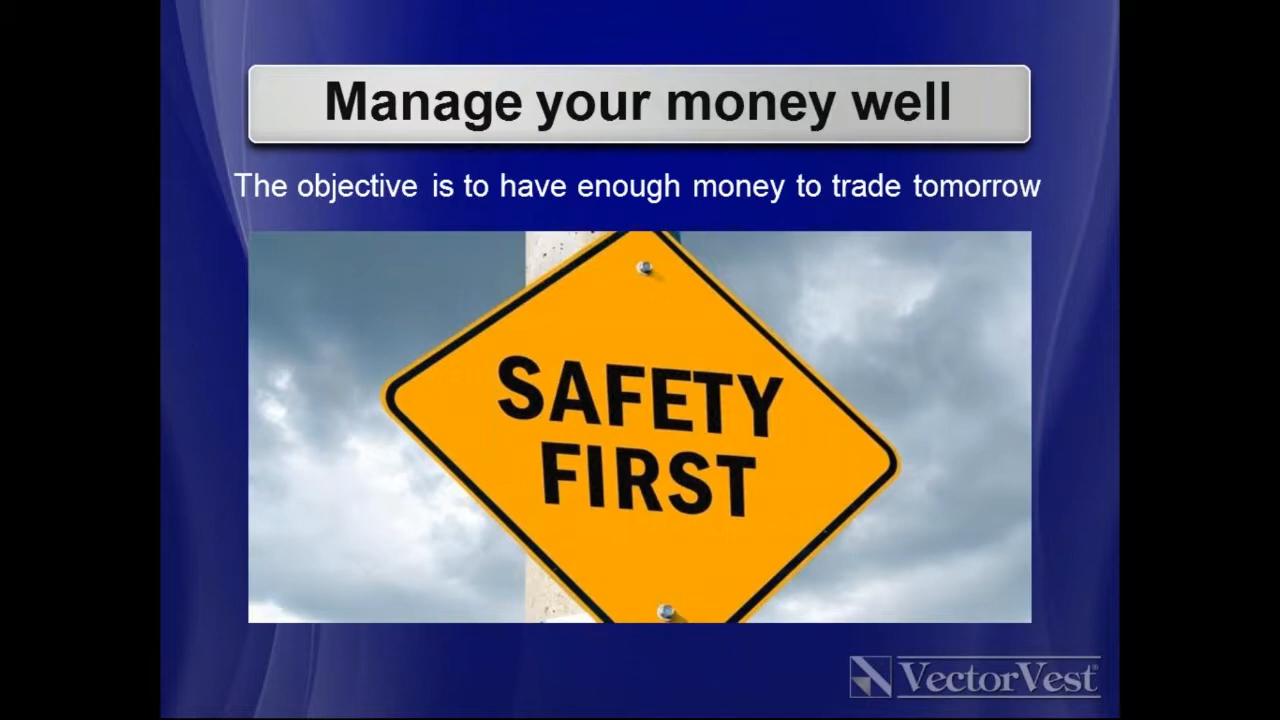 Manage your money well
The objective is to have enough money to trade tomorrow
SAFETY
FIRST
VectorVest®